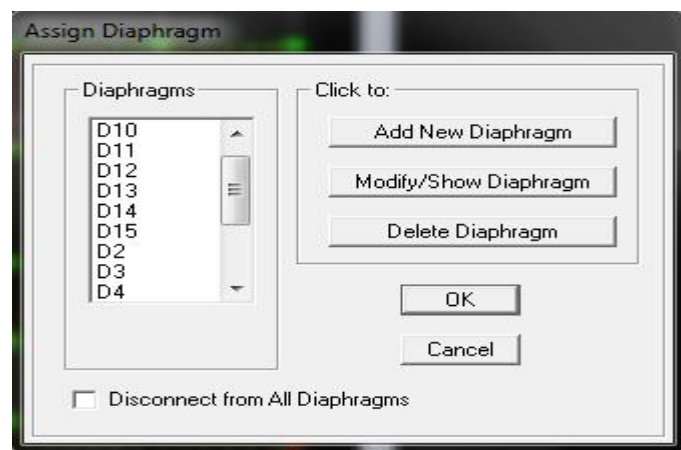 Assign Diaphragm
Diaphragms
D10
D11
D12
D13
D14
D15
D2
D3
D4
Click to:
Add New Diaphragm
Modify/Show Diaphragm
Delete Diaphragm
OK
Cancel
Disconnect from All Diaphragms